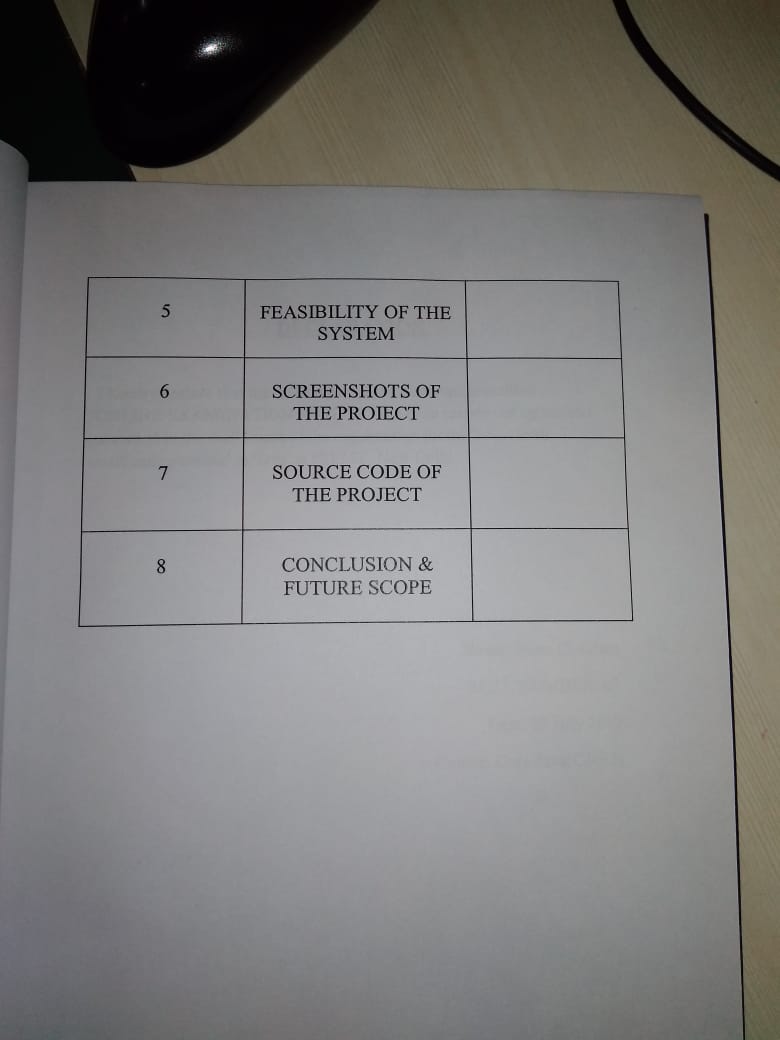 5
FEASIBILITY OF THE
SYSTEM
6
SCREENSHOTS OF
THE PROIECT
7
SOURCE CODE OF
THE PROJECT
8
CONCLUSION &
FUTURE SCOPE